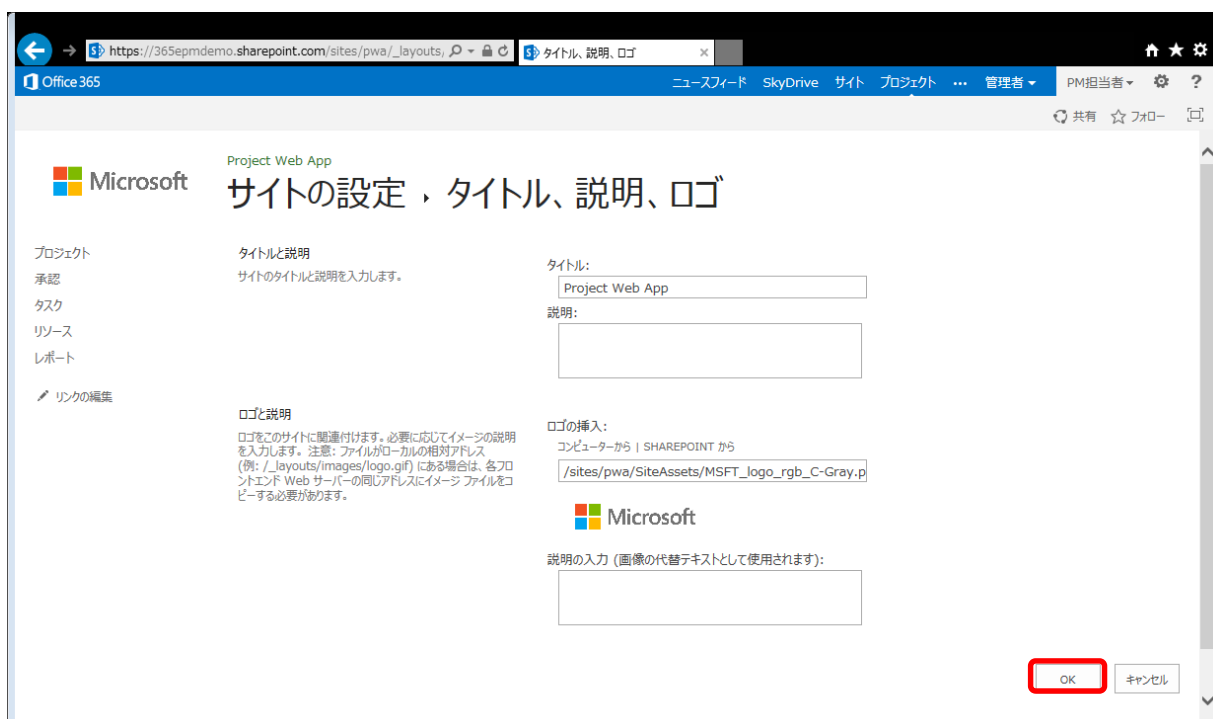 https://365epmdemo.sharepoint.com/sites/pwa/_layouts, タイトル、説明、ロゴ
Office 365 ニュースフィード SkyDrive サイト プロジェクト ... 管理者 PM担当者 ?
共有 フォロー
Microsoft
Project Web App
サイトの設定 › タイトル、説明、ロゴ
プロジェクト
承認
タスク
リソース
レポート
リンクの編集
タイトルと説明
サイトのタイトルと説明を入力します。
タイトル:
Project Web App
説明:
ロゴと説明
ロゴをこのサイトに関連付けます。必要に応じてイメージの説明
を入力します。注意: ファイルがローカルの相対アドレス
(例: /_layouts/images/logo.gif) にある場合は、各フロ
ントエンド Web サーバーの同じアドレスにイメージ ファイルをコ
ピーする必要があります。
ロゴの挿入:
コンピューターから | SHAREPOINT から
/sites/pwa/SiteAssets/MSFT_logo_rgb_C-Gray.p
Microsoft
説明の入力 (画像の代替テキストとして使用されます):
OK キャンセル